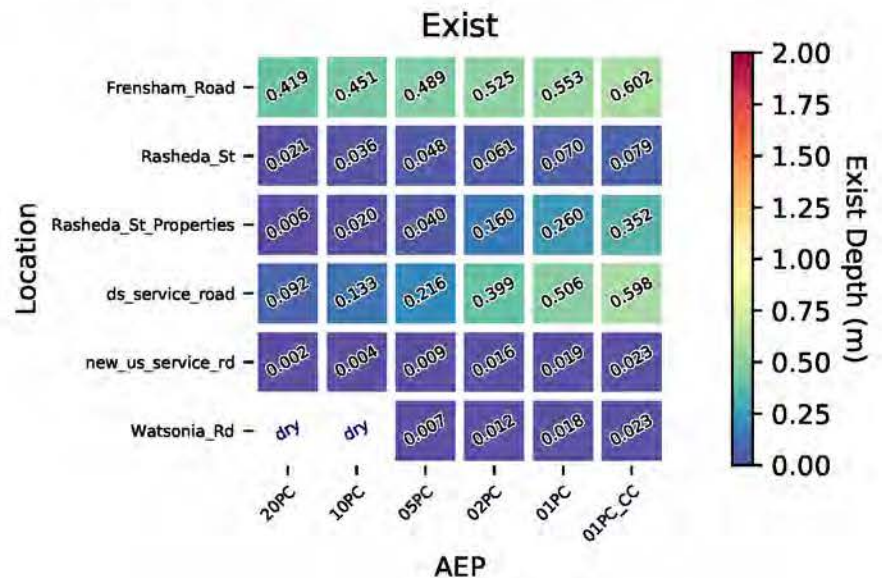 Exist
Frensham_Road 0.419 0.451 0.489 0.525 0.553 0.602
Rasheda_St 0.021 0.036 0.048 0.061 0.070 0.079
Rasheda_St_Properties 0.006 0.020 0.040 0.160 0.260 0.352
ds_service_road 0.092 0.133 0.216 0.399 0.506 0.598
new_us_service_rd 0.002 0.004 0.009 0.016 0.019 0.023
Watsonia_Rd dry dry 0.007 0.012 0.018 0.023
20PC 10PC 05PC 02PC 01PC 01PC_CC
AEP
Location
2.00
1.75
1.50
1.25
1.00
0.75
0.50
0.25
0.00
Exist Depth (m)